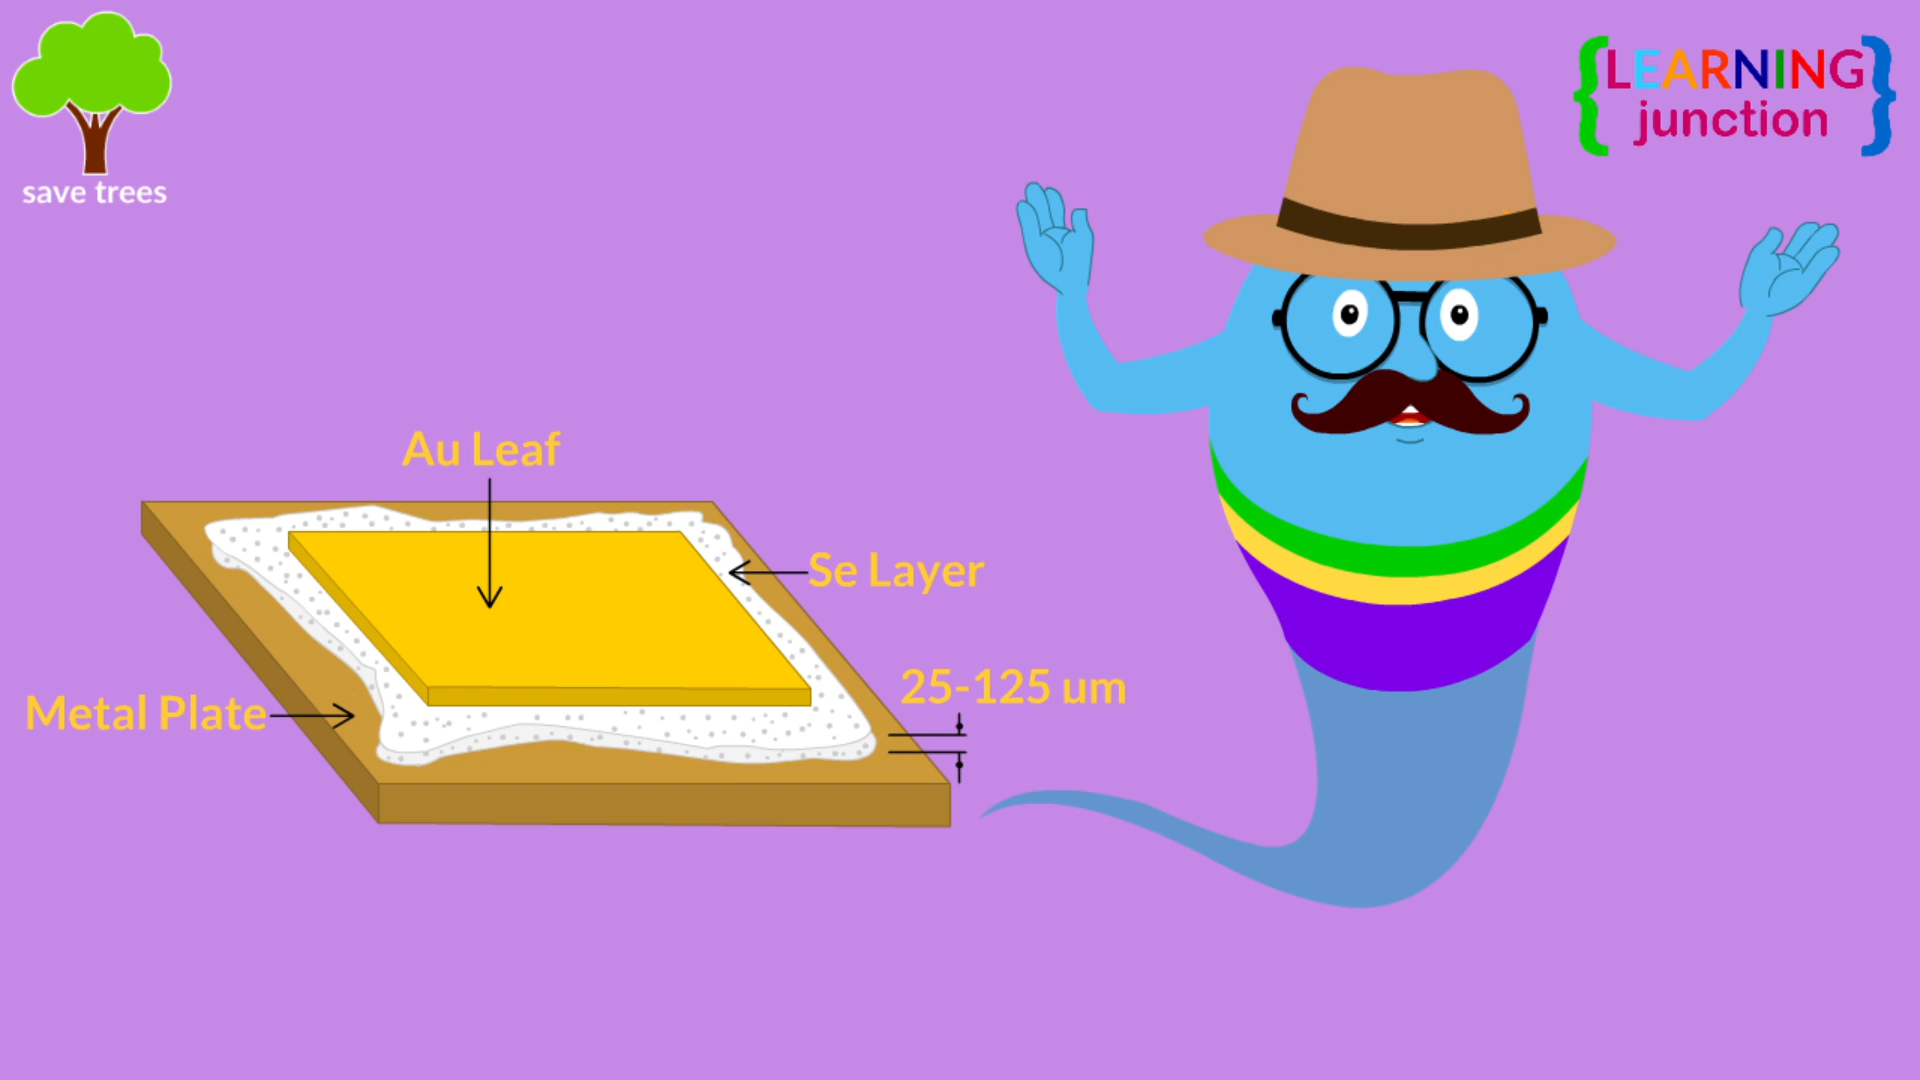 save trees
{LEARNING
junction}
Au Leaf
Se Layer
25-125 um
Metal Plate